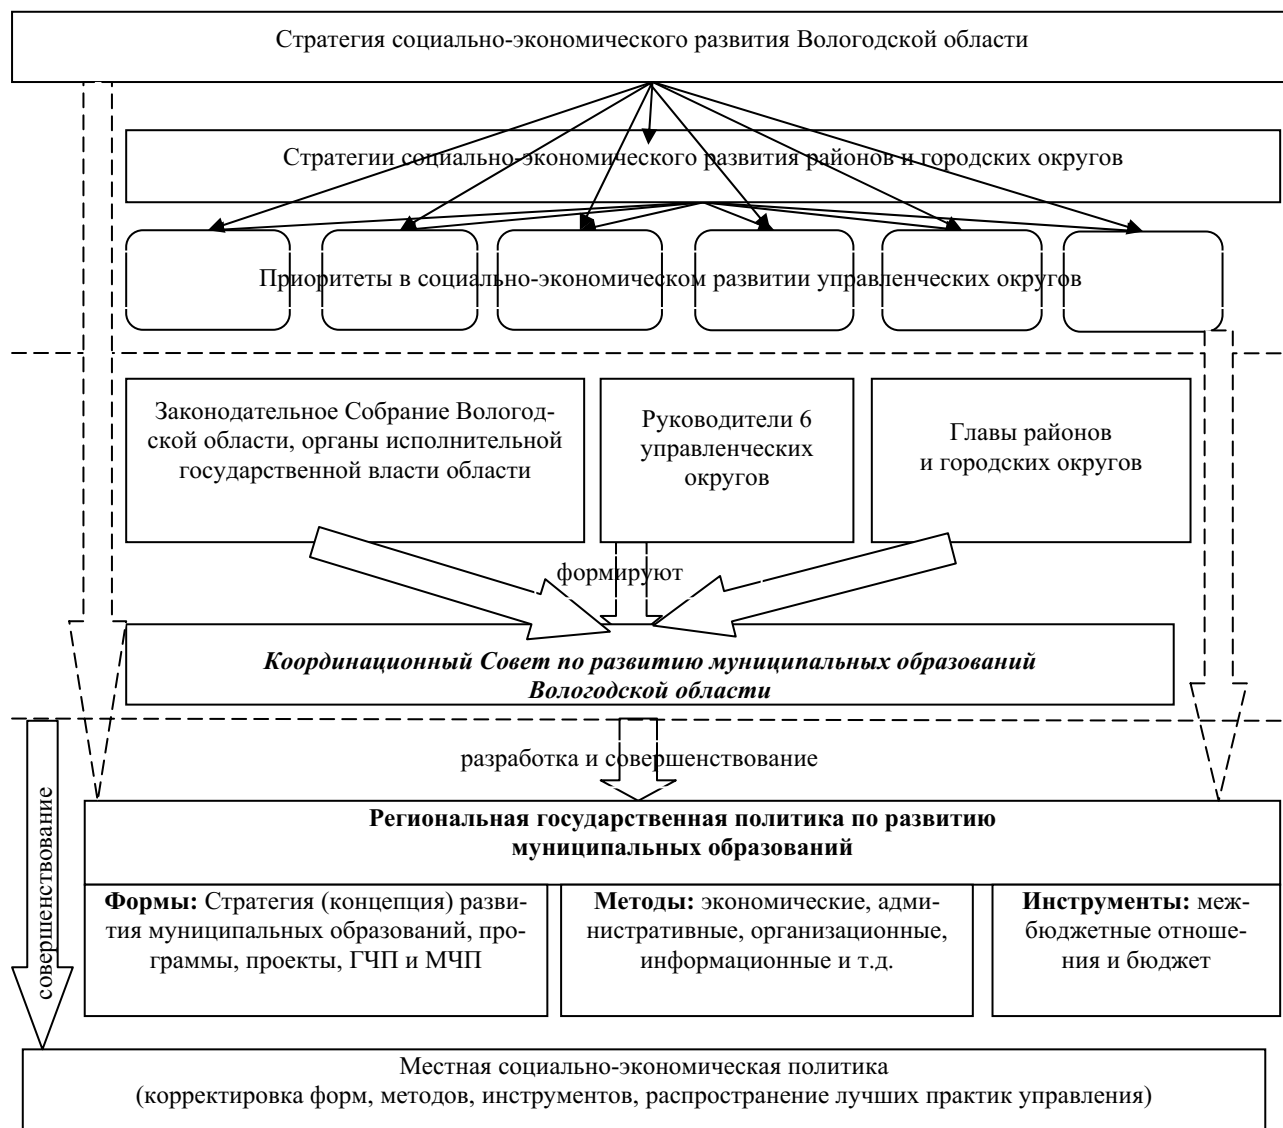 Стратегия социально-экономического развития Вологодской области
Стратегии социально-экономического развития районов и городских округов
Приоритеты в социально-экономическом развитии управленческих округов
Законодательное Собрание Вологод-
ской области, органы исполнительной
государственной власти области
Руководители 6
управленческих
округов
Главы районов
и городских округов
формируют
Координационный Совет по развитию муниципальных образований
Вологодской области
разработка и совершенствование
совершенствование
Региональная государственная политика по развитию
муниципальных образований
Формы: Стратегия (концепция) разви-
тия муниципальных образований, про-
граммы, проекты, ГЧП и МЧП
Методы: экономические, адми-
нистративные, организационные,
информационные и т.д.
Инструменты: меж-
бюджетные отноше-
ния и бюджет
Местная социально-экономическая политика
(корректировка форм, методов, инструментов, распространение лучших практик управления)